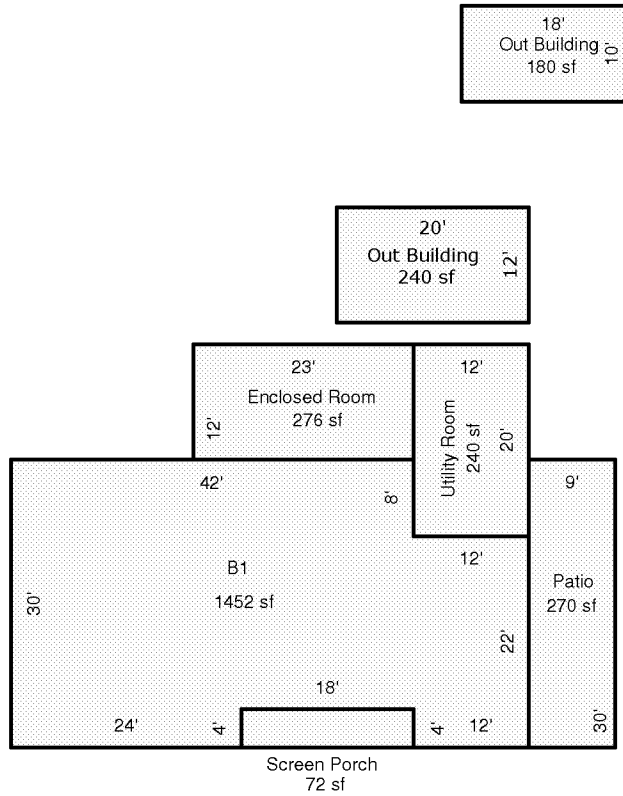 18'
Out Building
180 sf
10'
20'
Out Building
240 sf
12'
23'
Enclosed Room
276 sf
12'
12'
Utility Room
240 sf
20'
42'
8'
12'
9'
B1
1452 sf
30'
Patio
270 sf
22'
18'
24'
4'
4'
12'
30'
Screen Porch
72 sf